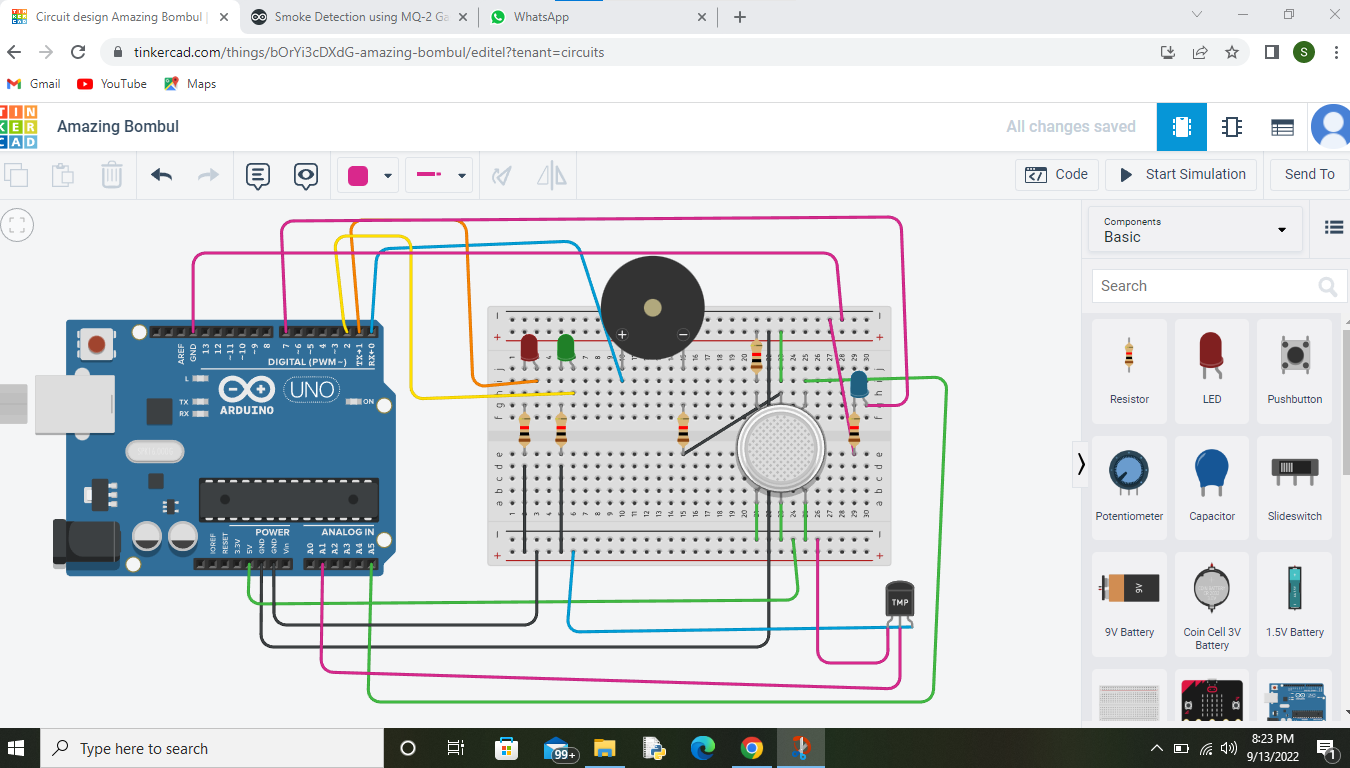 Circuit design Amazing Bombul |
Smoke Detection using MQ-2 Ga
WhatsApp
tinkercad.com/things/bOrYi3cDXdG-amazing-bombul/editel?tenant=circuits
S
Gmail
YouTube
Maps
TIN
KER
CAD
Amazing Bombul
All changes saved
Code
Start Simulation
Send To
Components
Basic
Search
AREF
GND
13
12
~11
~10
~9
8
7
~6
~5
4
~3
2
TX→1
RX←0
DIGITAL (PWM~)
L
TX
RX
UNO
ARDUINO
ON
POWER
ANALOG IN
IOREF
RESET
3.3V
5V
GND
GND
Vin
A0
A1
A2
A3
A4
A5
TMP
Resistor
LED
Pushbutton
Potentiometer
Capacitor
Slideswitch
9V
9V Battery
Coin Cell 3V
Battery
1.5V Battery
Type here to search
99+
8:23 PM
9/13/2022
1